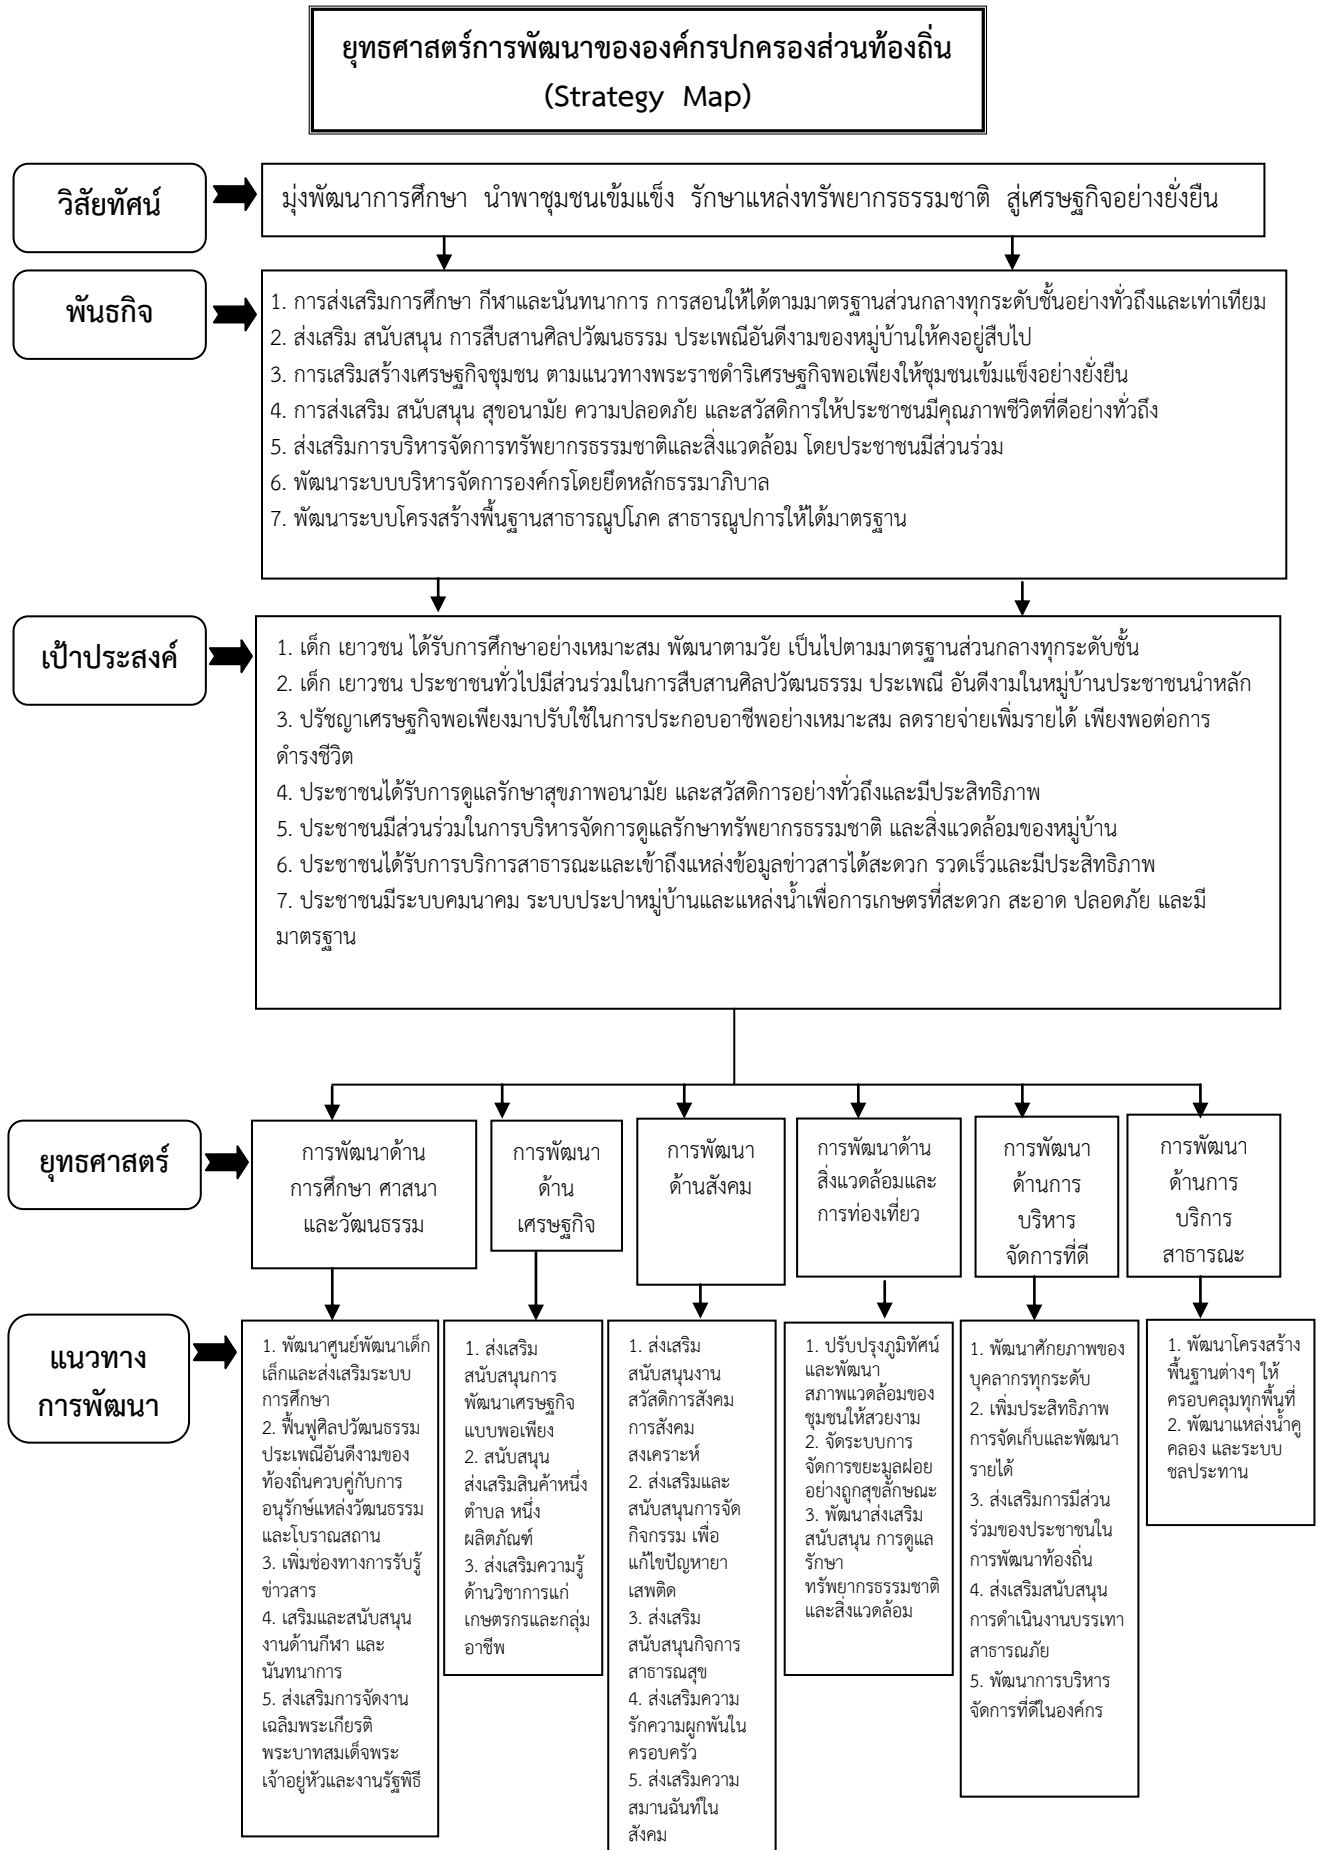 ยุทธศาสตร์การพัฒนาขององค์กรปกครองส่วนท้องถิ่น
(Strategy Map)
วิสัยทัศน์
มุ่งพัฒนาการศึกษา นำพาชุมชนเข้มแข็ง รักษาแหล่งทรัพยากรธรรมชาติ สู่เศรษฐกิจอย่างยั่งยืน
พันธกิจ
1. การส่งเสริมการศึกษา กีฬาและนันทนาการ การสอนให้ได้ตามมาตรฐานส่วนกลางทุกระดับชั้นอย่างทั่วถึงและเท่าเทียม
2. ส่งเสริม สนับสนุน การสืบสานศิลปวัฒนธรรม ประเพณีอันดีงามของหมู่บ้านให้คงอยู่สืบไป
3. การเสริมสร้างเศรษฐกิจชุมชน ตามแนวทางพระราชดำริเศรษฐกิจพอเพียงให้ชุมชนเข้มแข็งอย่างยั่งยืน
4. การส่งเสริม สนับสนุน สุขอนามัย ความปลอดภัย และสวัสดิการให้ประชาชนมีคุณภาพชีวิตที่ดีอย่างทั่วถึง
5. ส่งเสริมการบริหารจัดการทรัพยากรธรรมชาติและสิ่งแวดล้อม โดยประชาชนมีส่วนร่วม
6. พัฒนาระบบบริหารจัดการองค์กรโดยยึดหลักธรรมาภิบาล
7. พัฒนาระบบโครงสร้างพื้นฐานสาธารณูปโภค สาธารณูปการให้ได้มาตรฐาน
เป้าประสงค์
1. เด็ก เยาวชน ได้รับการศึกษาอย่างเหมาะสม พัฒนาตามวัย เป็นไปตามมาตรฐานส่วนกลางทุกระดับชั้น
2. เด็ก เยาวชน ประชาชนทั่วไปมีส่วนร่วมในการสืบสานศิลปวัฒนธรรม ประเพณี อันดีงามในหมู่บ้านประชาชนนำหลัก
3. ปรัชญาเศรษฐกิจพอเพียงมาปรับใช้ในการประกอบอาชีพอย่างเหมาะสม ลดรายจ่ายเพิ่มรายได้ เพียงพอต่อการ
ดำรงชีวิต
4. ประชาชนได้รับการดูแลรักษาสุขภาพอนามัย และสวัสดิการอย่างทั่วถึงและมีประสิทธิภาพ
5. ประชาชนมีส่วนร่วมในการบริหารจัดการดูแลรักษาทรัพยากรธรรมชาติ และสิ่งแวดล้อมของหมู่บ้าน
6. ประชาชนได้รับการบริการสาธารณะและเข้าถึงแหล่งข้อมูลข่าวสารได้สะดวก รวดเร็วและมีประสิทธิภาพ
7. ประชาชนมีระบบคมนาคม ระบบประปาหมู่บ้านและแหล่งน้ำเพื่อการเกษตรที่สะดวก สะอาด ปลอดภัย และมี
มาตรฐาน
ยุทธศาสตร์
การพัฒนาด้าน
การศึกษา ศาสนา
และวัฒนธรรม
การพัฒนา
ด้าน
เศรษฐกิจ
การพัฒนา
ด้านสังคม
การพัฒนาด้าน
สิ่งแวดล้อมและ
การท่องเที่ยว
การพัฒนา
ด้านการ
บริหาร
จัดการที่ดี
การพัฒนา
ด้านการ
บริการ
สาธารณะ
แนวทาง
การพัฒนา
1. พัฒนาศูนย์พัฒนาเด็ก
เล็กและส่งเสริมระบบ
การศึกษา
2. ฟื้นฟูศิลปวัฒนธรรม
ประเพณีอันดีงามของ
ท้องถิ่นควบคู่กับการ
อนุรักษ์แหล่งวัฒนธรรม
และโบราณสถาน
3. เพิ่มช่องทางการรับรู้
ข่าวสาร
4. เสริมและสนับสนุน
งานด้านกีฬา และ
นันทนาการ
5. ส่งเสริมการจัดงาน
เฉลิมพระเกียรติ
พระบาทสมเด็จพระ
เจ้าอยู่หัวและงานรัฐพิธี
1. ส่งเสริม
สนับสนุนการ
พัฒนาเศรษฐกิจ
แบบพอเพียง
2. สนับสนุน
ส่งเสริมสินค้าหนึ่ง
ตำบล หนึ่ง
ผลิตภัณฑ์
3. ส่งเสริมความรู้
ด้านวิชาการแก่
เกษตรกรและกลุ่ม
อาชีพ
1. ส่งเสริม
สนับสนุนงาน
สวัสดิการสังคม
การสังคม
สงเคราะห์
2. ส่งเสริมและ
สนับสนุนการจัด
กิจกรรม เพื่อ
แก้ไขปัญหายา
เสพติด
3. ส่งเสริม
สนับสนุนกิจการ
สาธารณสุข
4. ส่งเสริมความ
รักความผูกพันใน
ครอบครัว
5. ส่งเสริมความ
สมานฉันท์ใน
สังคม
1. ปรับปรุงภูมิทัศน์
และพัฒนา
สภาพแวดล้อมของ
ชุมชนให้สวยงาม
2. จัดระบบการ
จัดการขยะมูลฝอย
อย่างถูกสุขลักษณะ
3. พัฒนาส่งเสริม
สนับสนุน การดูแล
รักษา
ทรัพยากรธรรมชาติ
และสิ่งแวดล้อม
1. พัฒนาศักยภาพของ
บุคลากรทุกระดับ
2. เพิ่มประสิทธิภาพ
การจัดเก็บและพัฒนา
รายได้
3. ส่งเสริมการมีส่วน
ร่วมของประชาชนใน
การพัฒนาท้องถิ่น
4. ส่งเสริมสนับสนุน
การดำเนินงานบรรเทา
สาธารณภัย
5. พัฒนาการบริหาร
จัดการที่ดีในองค์กร
1. พัฒนาโครงสร้าง
พื้นฐานต่างๆ ให้
ครอบคลุมทุกพื้นที่
2. พัฒนาแหล่งน้ำคู
คลอง และระบบ
ชลประทาน